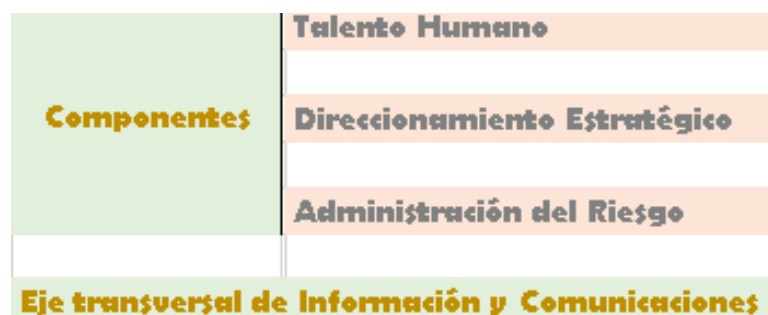 Talento Humano
Componentes
Direccionamiento Estratégico
Administración del Riesgo
Eje transversal de Información y Comunicaciones